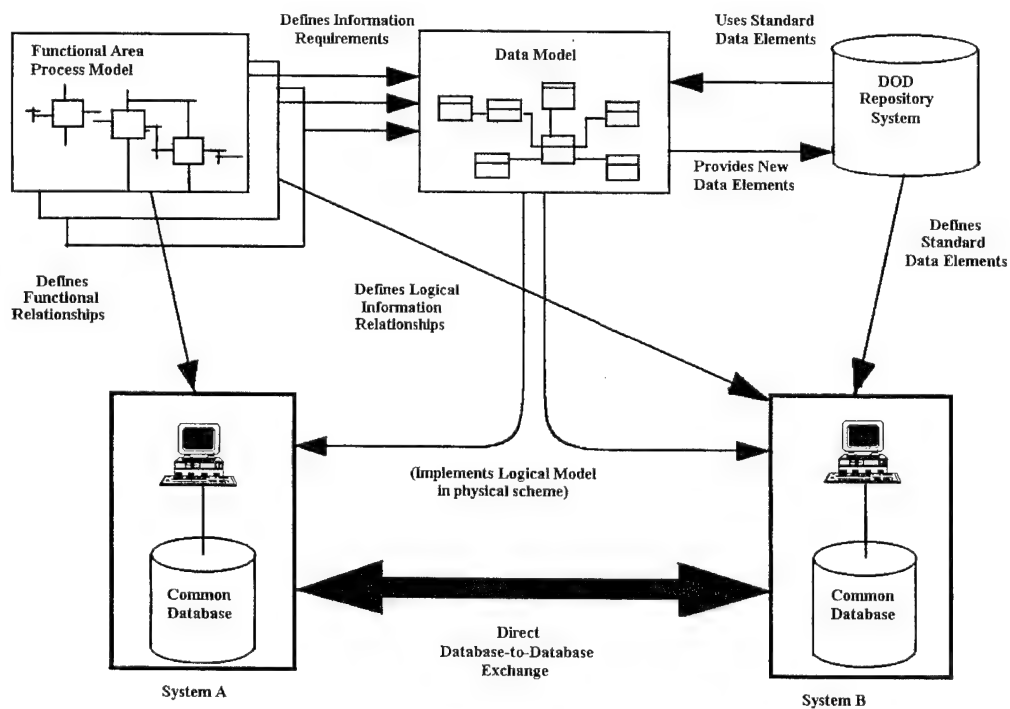 Defines Information
Requirements
Uses Standard
Data Elements
Functional Area
Process Model
Data Model
DOD
Repository
System
Provides New
Data Elements
Defines
Standard
Data Elements
Defines
Functional
Relationships
Defines Logical
Information
Relationships
(Implements Logical Model
in physical scheme)
Common
Database
Common
Database
Direct
Database-to-Database
Exchange
System A
System B